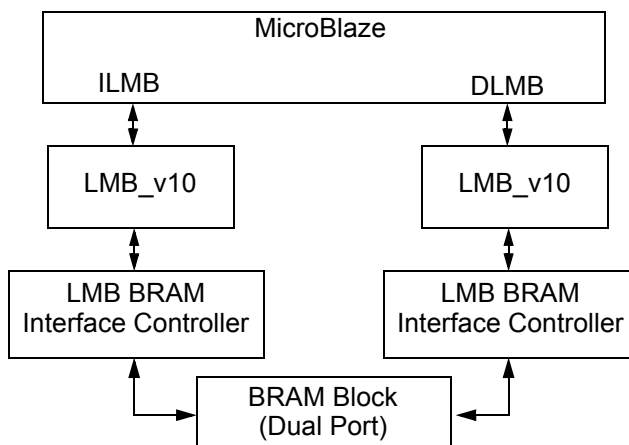 MicroBlaze
ILMB
DLMB
LMB_v10
LMB_v10
LMB BRAM
Interface Controller
LMB BRAM
Interface Controller
BRAM Block
(Dual Port)